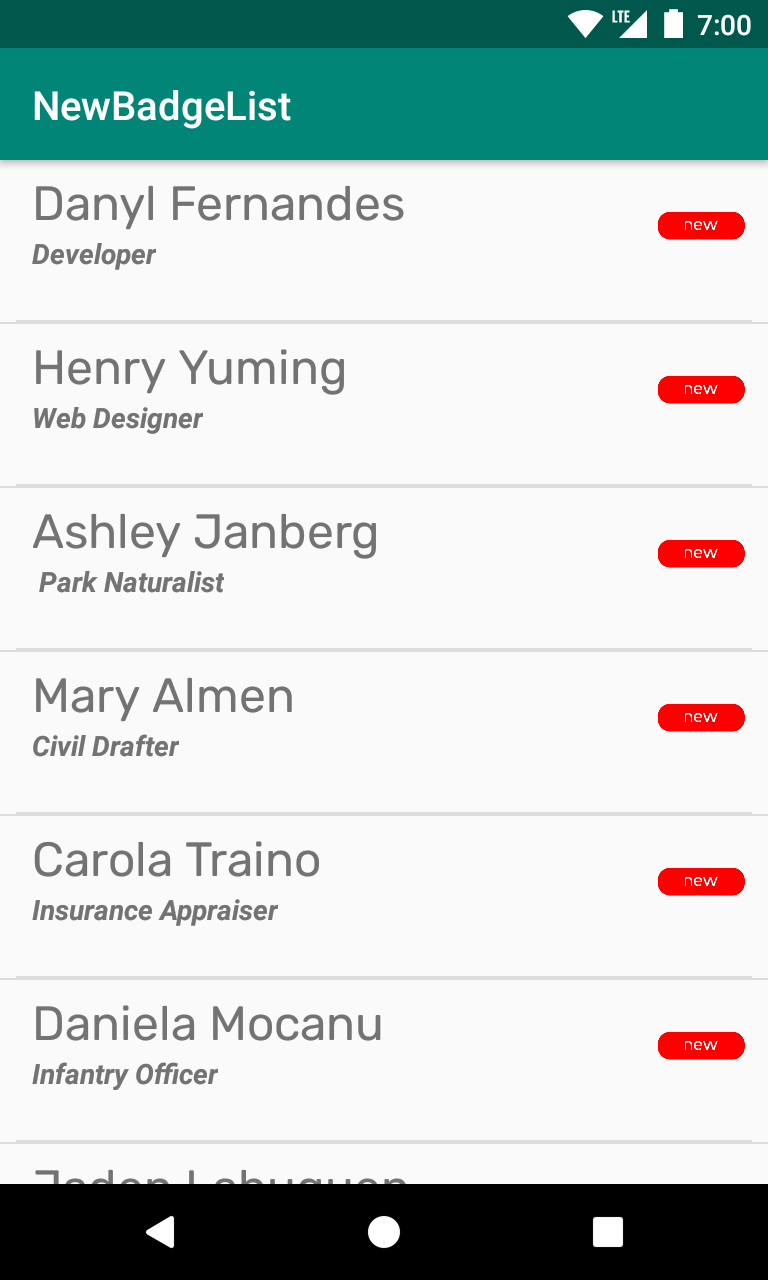 LTE 7:00
NewBadgeList
Danyl Fernandes
new
Developer
Henry Yuming
new
Web Designer
Ashley Janberg
new
Park Naturalist
Mary Almen
new
Civil Drafter
Carola Traino
new
Insurance Appraiser
Daniela Mocanu
new
Infantry Officer